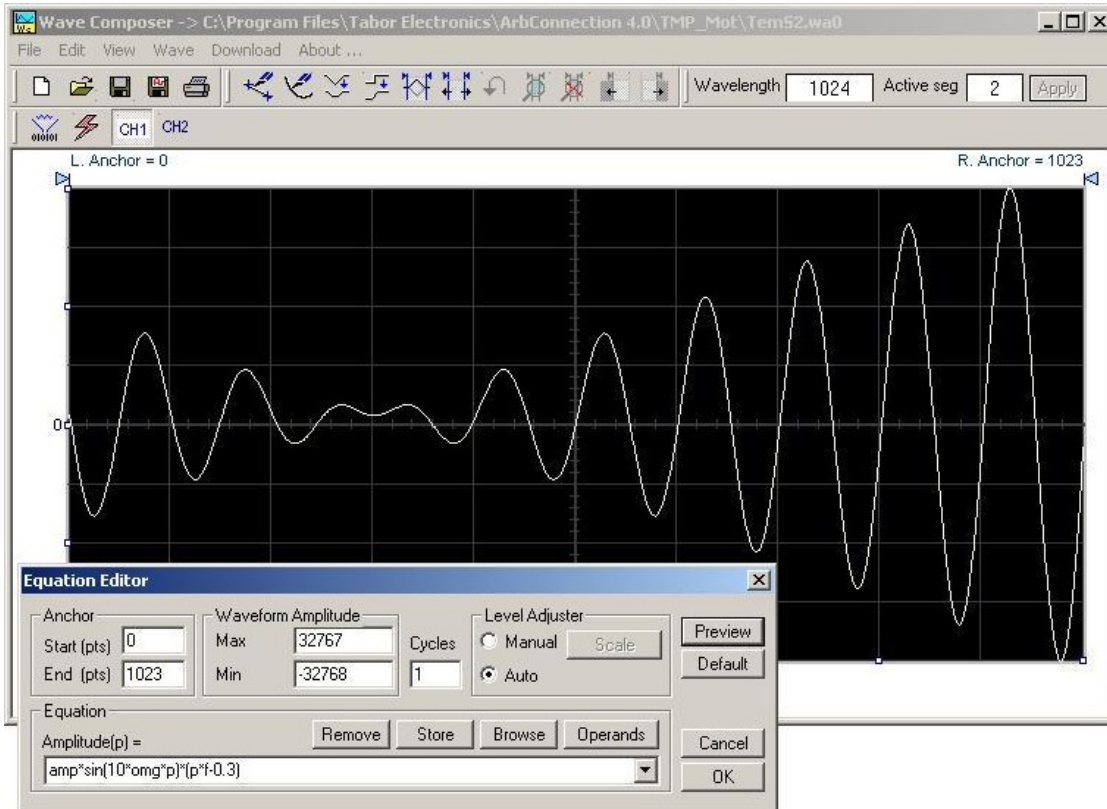 Wave Composer -> C:\Program Files\Tabor Electronics\ArbConnection 4.0\TMP_Mot\Tem52.wa0
File Edit View Wave Download About ...
Wavelength 1024 Active seg 2 Apply
010101 CH1 CH2
L. Anchor = 0 R. Anchor = 1023
0
Equation Editor
Anchor Waveform Amplitude Level Adjuster
Start (pts) 0 Max 32767 Cycles Manual Scale Preview
End (pts) 1023 Min -32768 1 Auto Default
Equation
Amplitude(p) = Remove Store Browse Operands Cancel
amp*sin(10*omg*p)*(p*f-0.3) OK